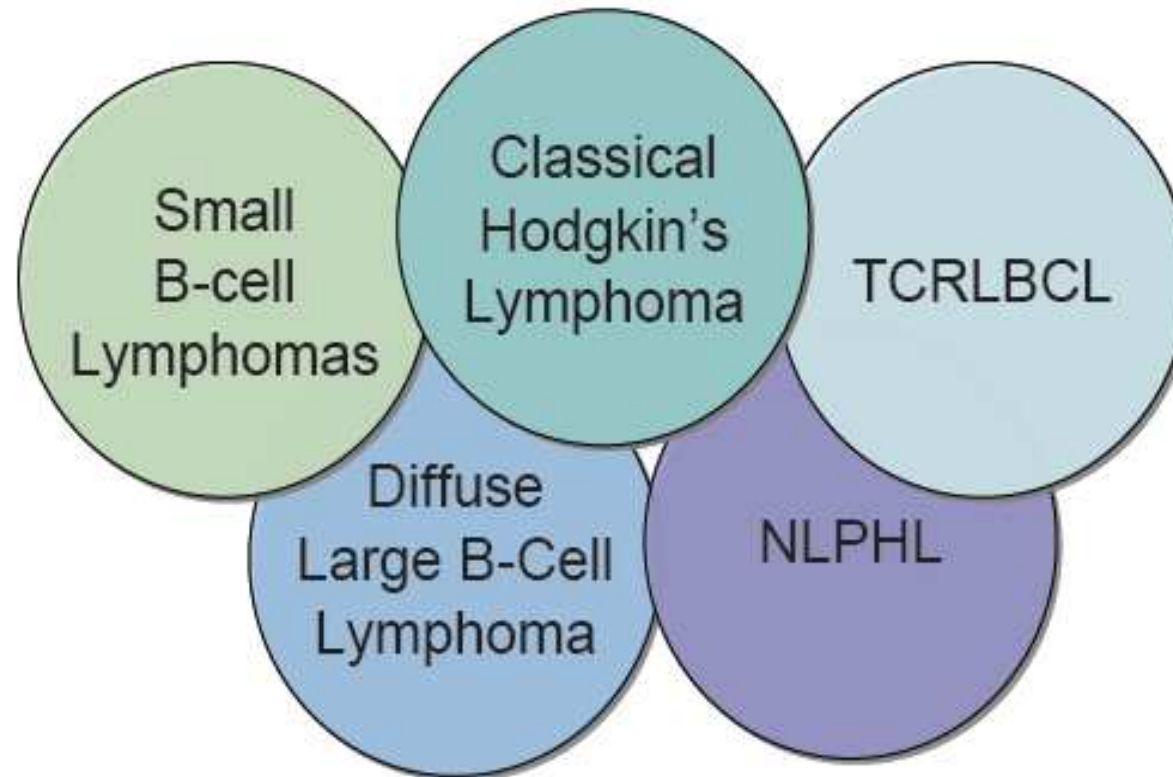 Small
B-cell
Lymphomas
Classical
Hodgkin's
Lymphoma
TCRLBCL
Diffuse
Large B-Cell
Lymphoma
NLPHL